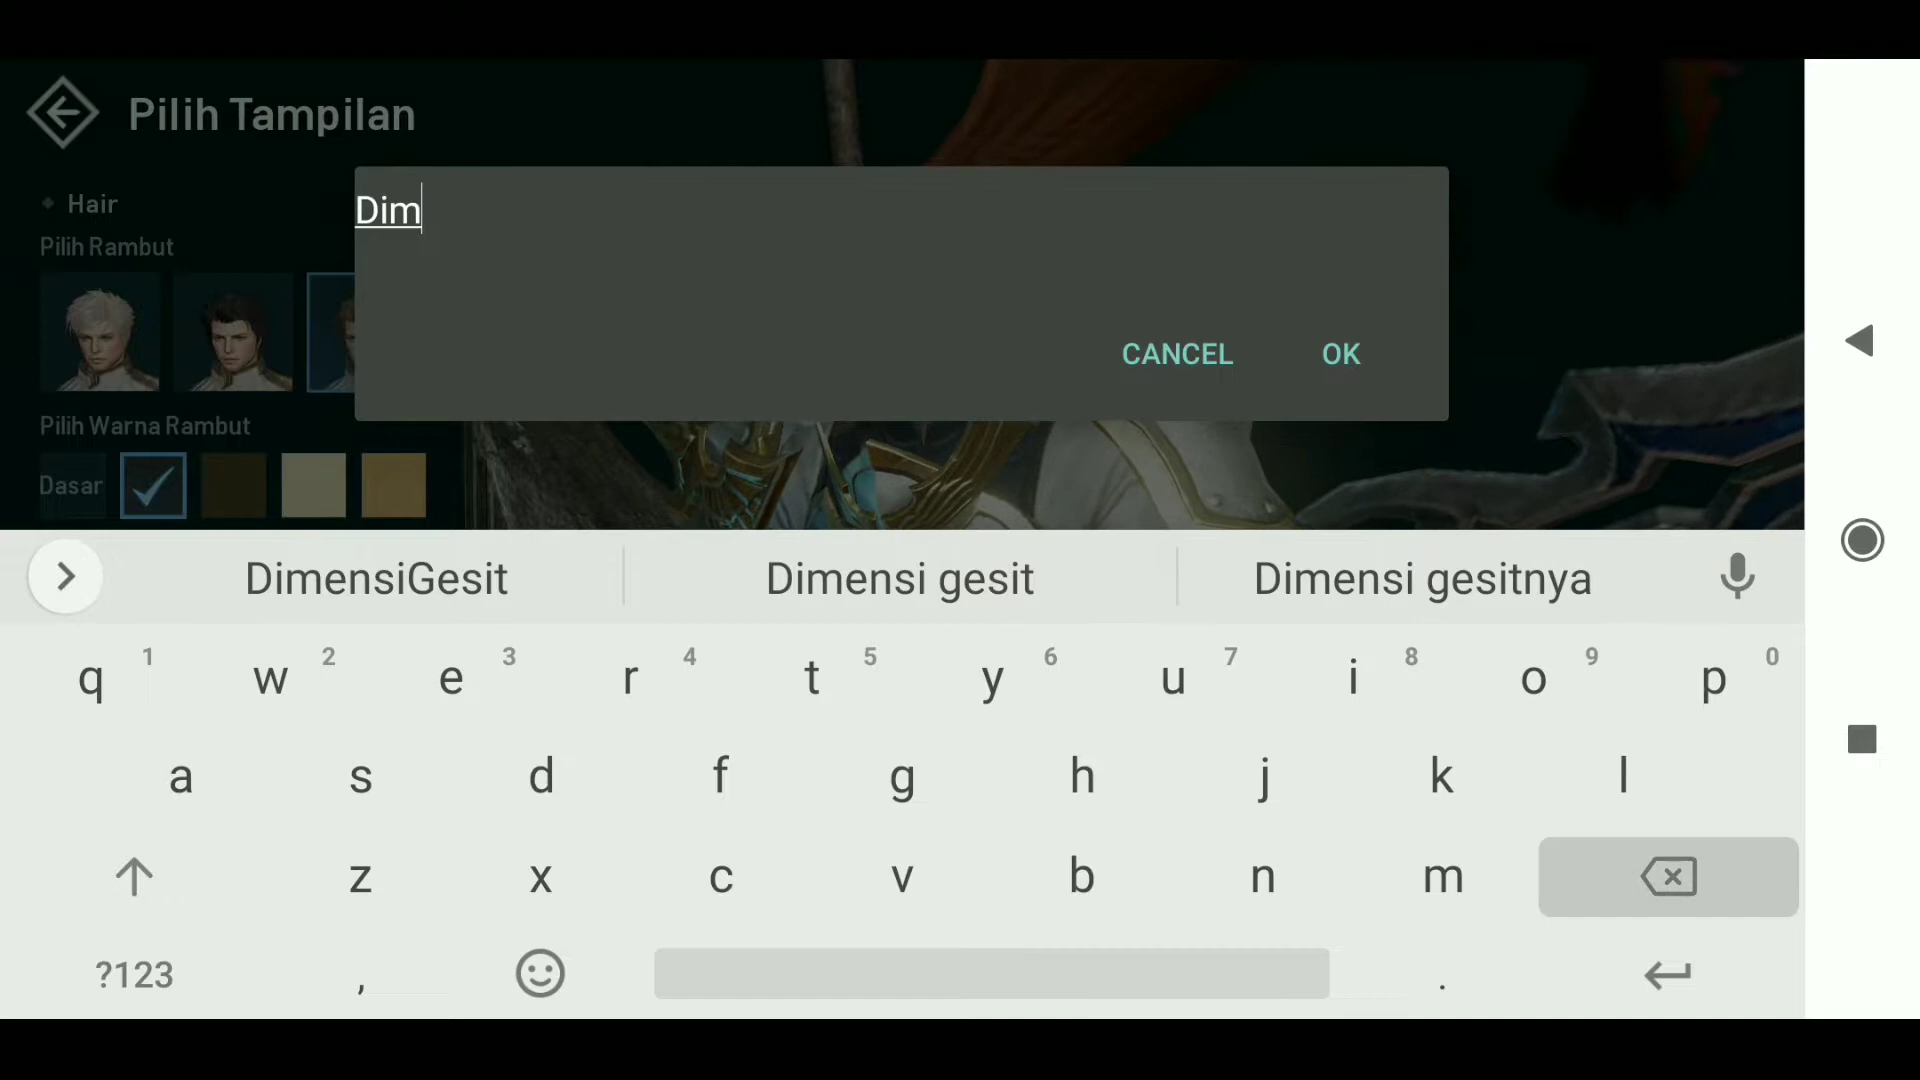 Pilih Tampilan
Hair
Pilih Rambut
Dim
CANCEL OK
Pilih Warna Rambut
Dasar
DimensiGesit Dimensi gesit Dimensi gesitnya
q 1 w 2 e 3 r 4 t 5 y 6 u 7 i 8 o 9 p 0
a s d f g h j k l
z x c v b n m
?123 , .